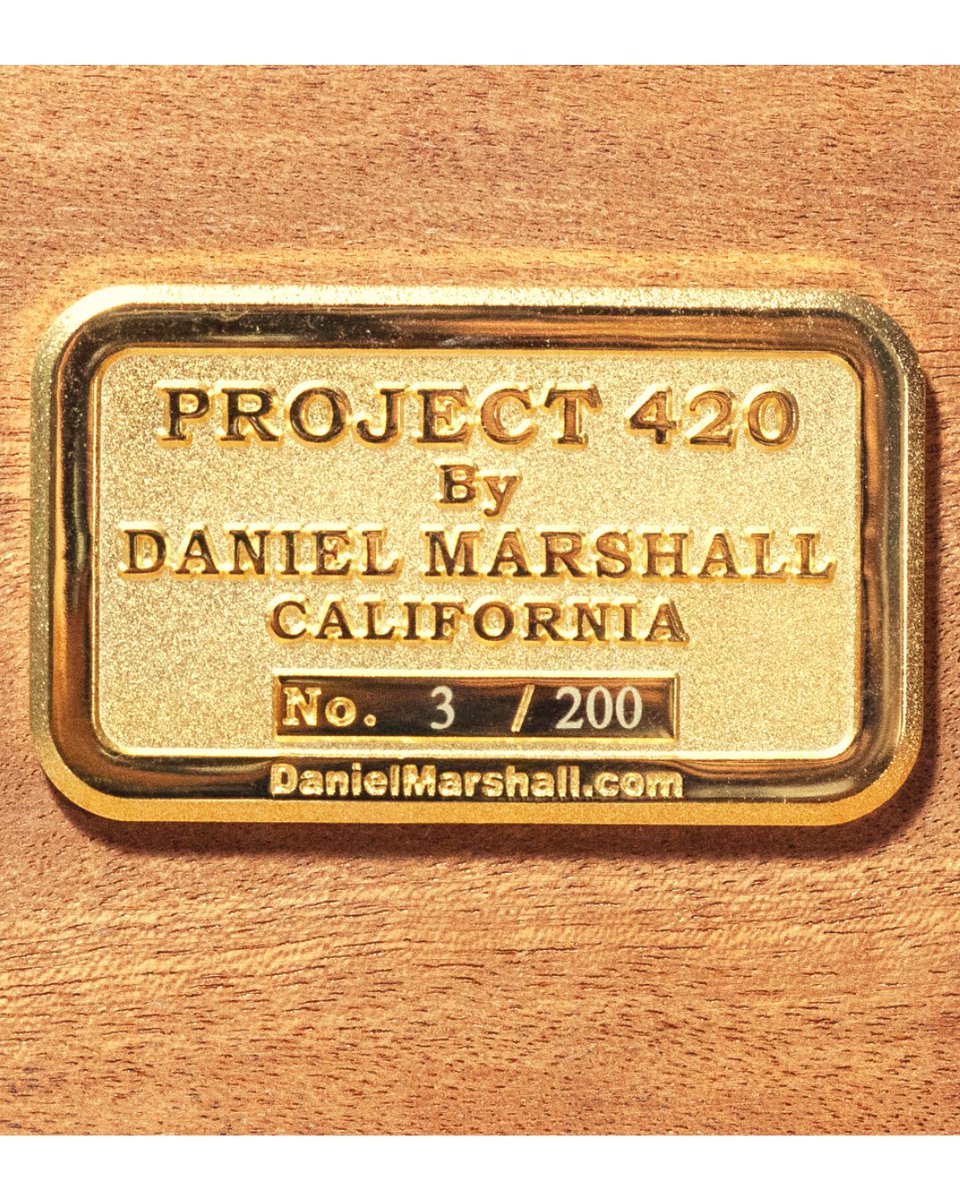 PROJECT 420
By
DANIEL MARSHALL
CALIFORNIA
No. 3 / 200
DanielMarshall.com